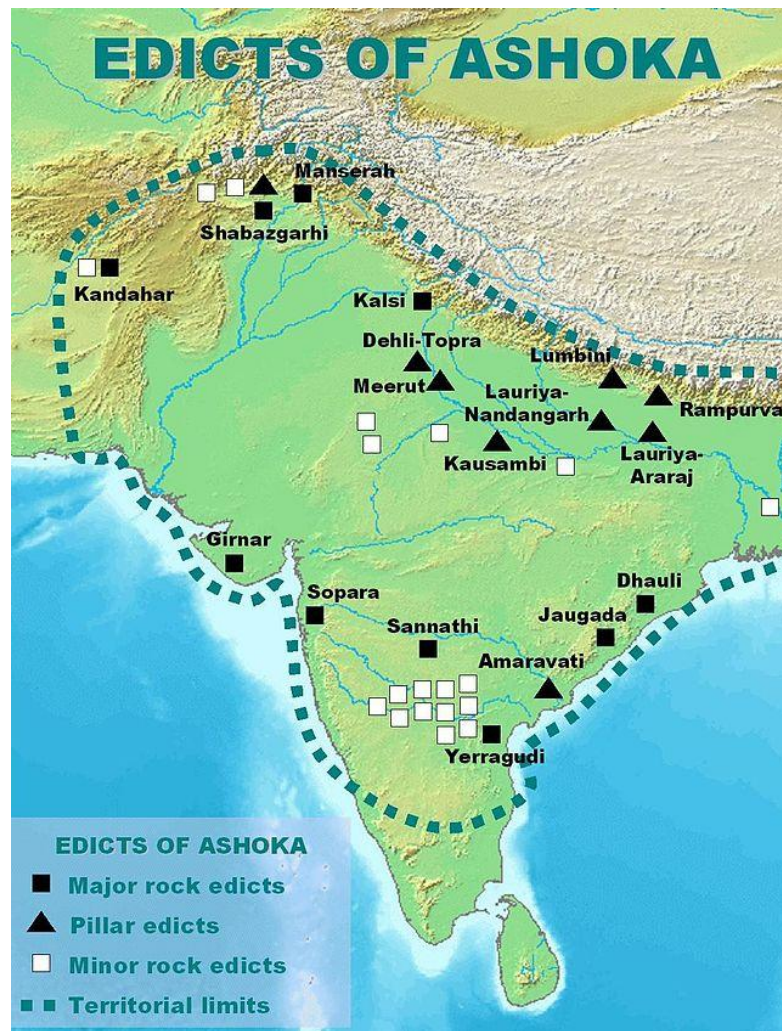 EDICTS OF ASHOKA
Manserah
Shabazgarhi
Kandahar
Kalsi
Dehli-Topra
Lumbini
Meerut
Lauriya-
Nandangarh
Rampurva
Kausambi
Lauriya-
Araraj
Girnar
Sopara
Dhauli
Jaugada
Sannathi
Amaravati
Yerragudi
EDICTS OF ASHOKA
Major rock edicts
Pillar edicts
Minor rock edicts
Territorial limits